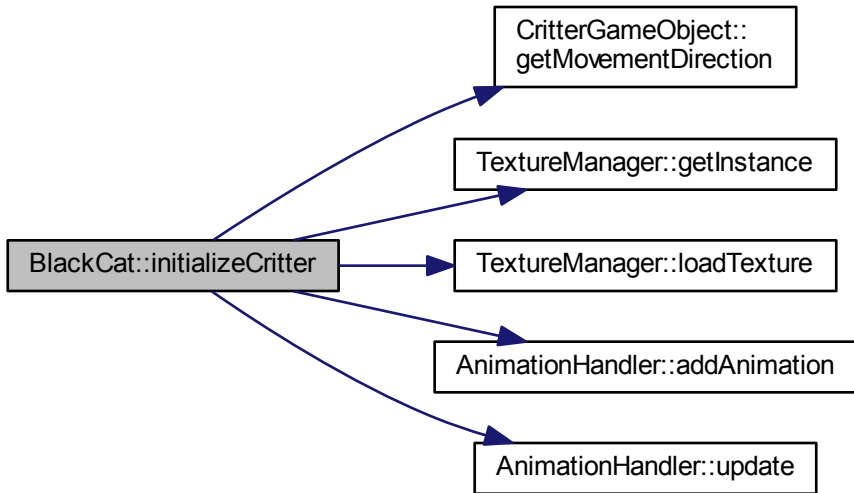 CritterGameObject::
getMovementDirection
TextureManager::getInstance
BlackCat::initializeCritter
TextureManager::loadTexture
AnimationHandler::addAnimation
AnimationHandler::update